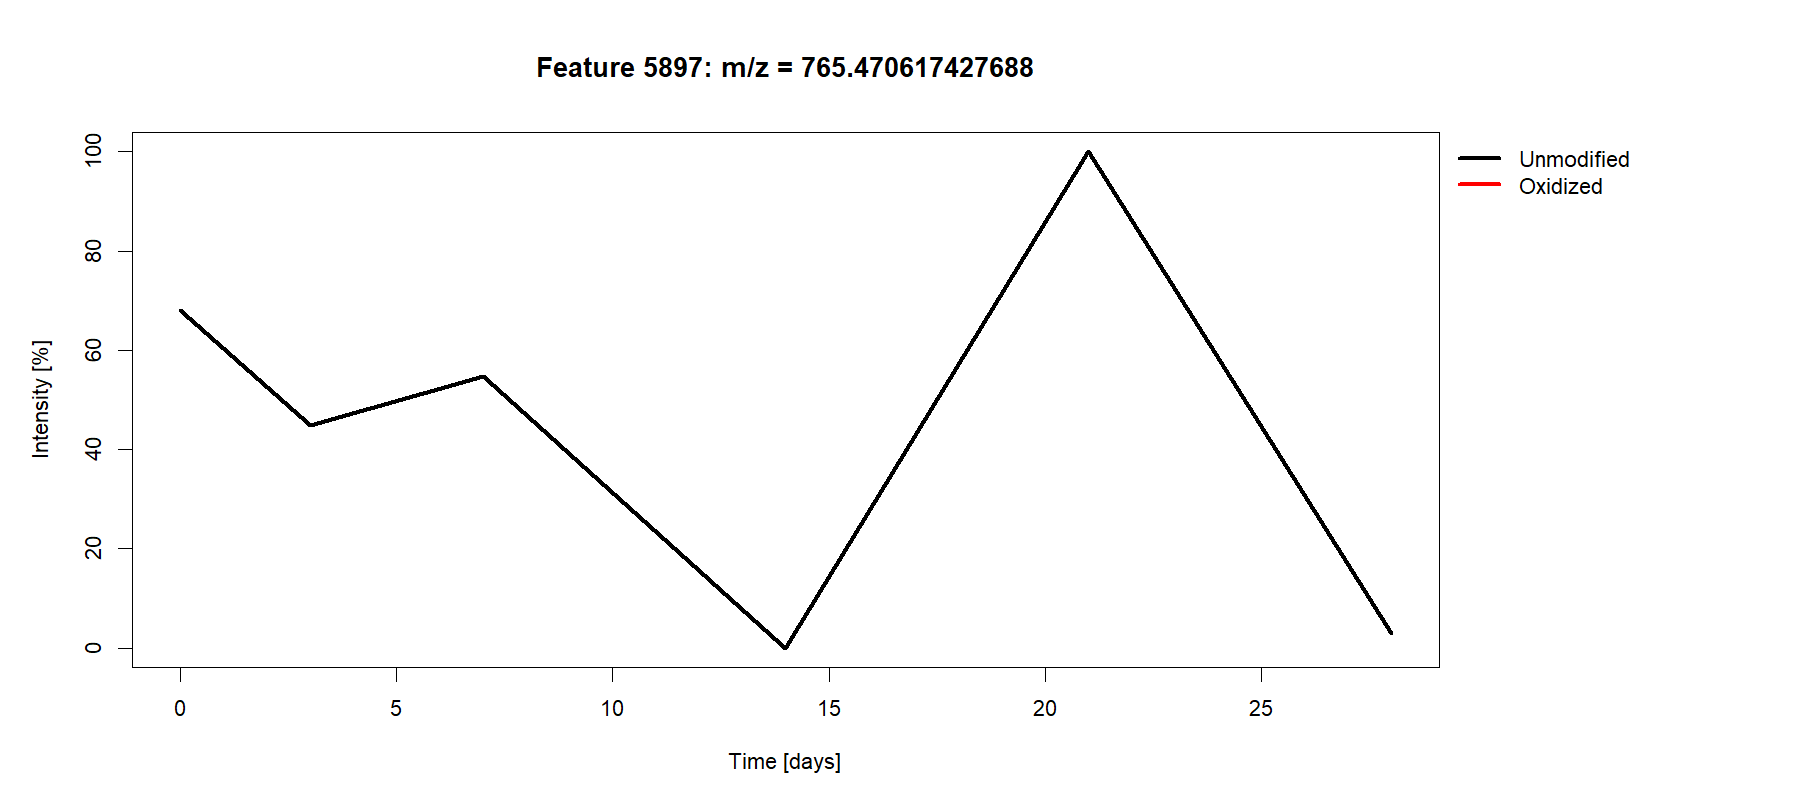 Feature 5897: m/z = 765.470617427688
Unmodified
Oxidized
Intensity [%]
100
80
60
40
20
0
0 5 10 15 20 25
Time [days]